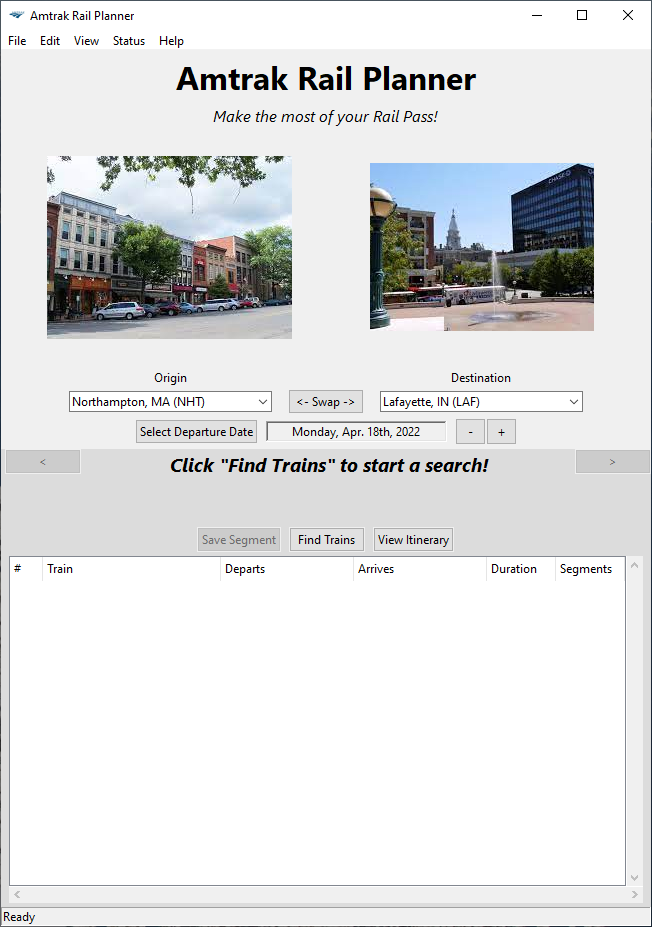 Amtrak Rail Planner
File Edit View Status Help
Amtrak Rail Planner
Make the most of your Rail Pass!
CHASE
Origin Destination
Northampton, MA (NHT) <- Swap -> Lafayette, IN (LAF)
Select Departure Date Monday, Apr. 18th, 2022 - +
< Click "Find Trains" to start a search! >
Save Segment Find Trains View Itinerary
# Train Departs Arrives Duration Segments
Ready